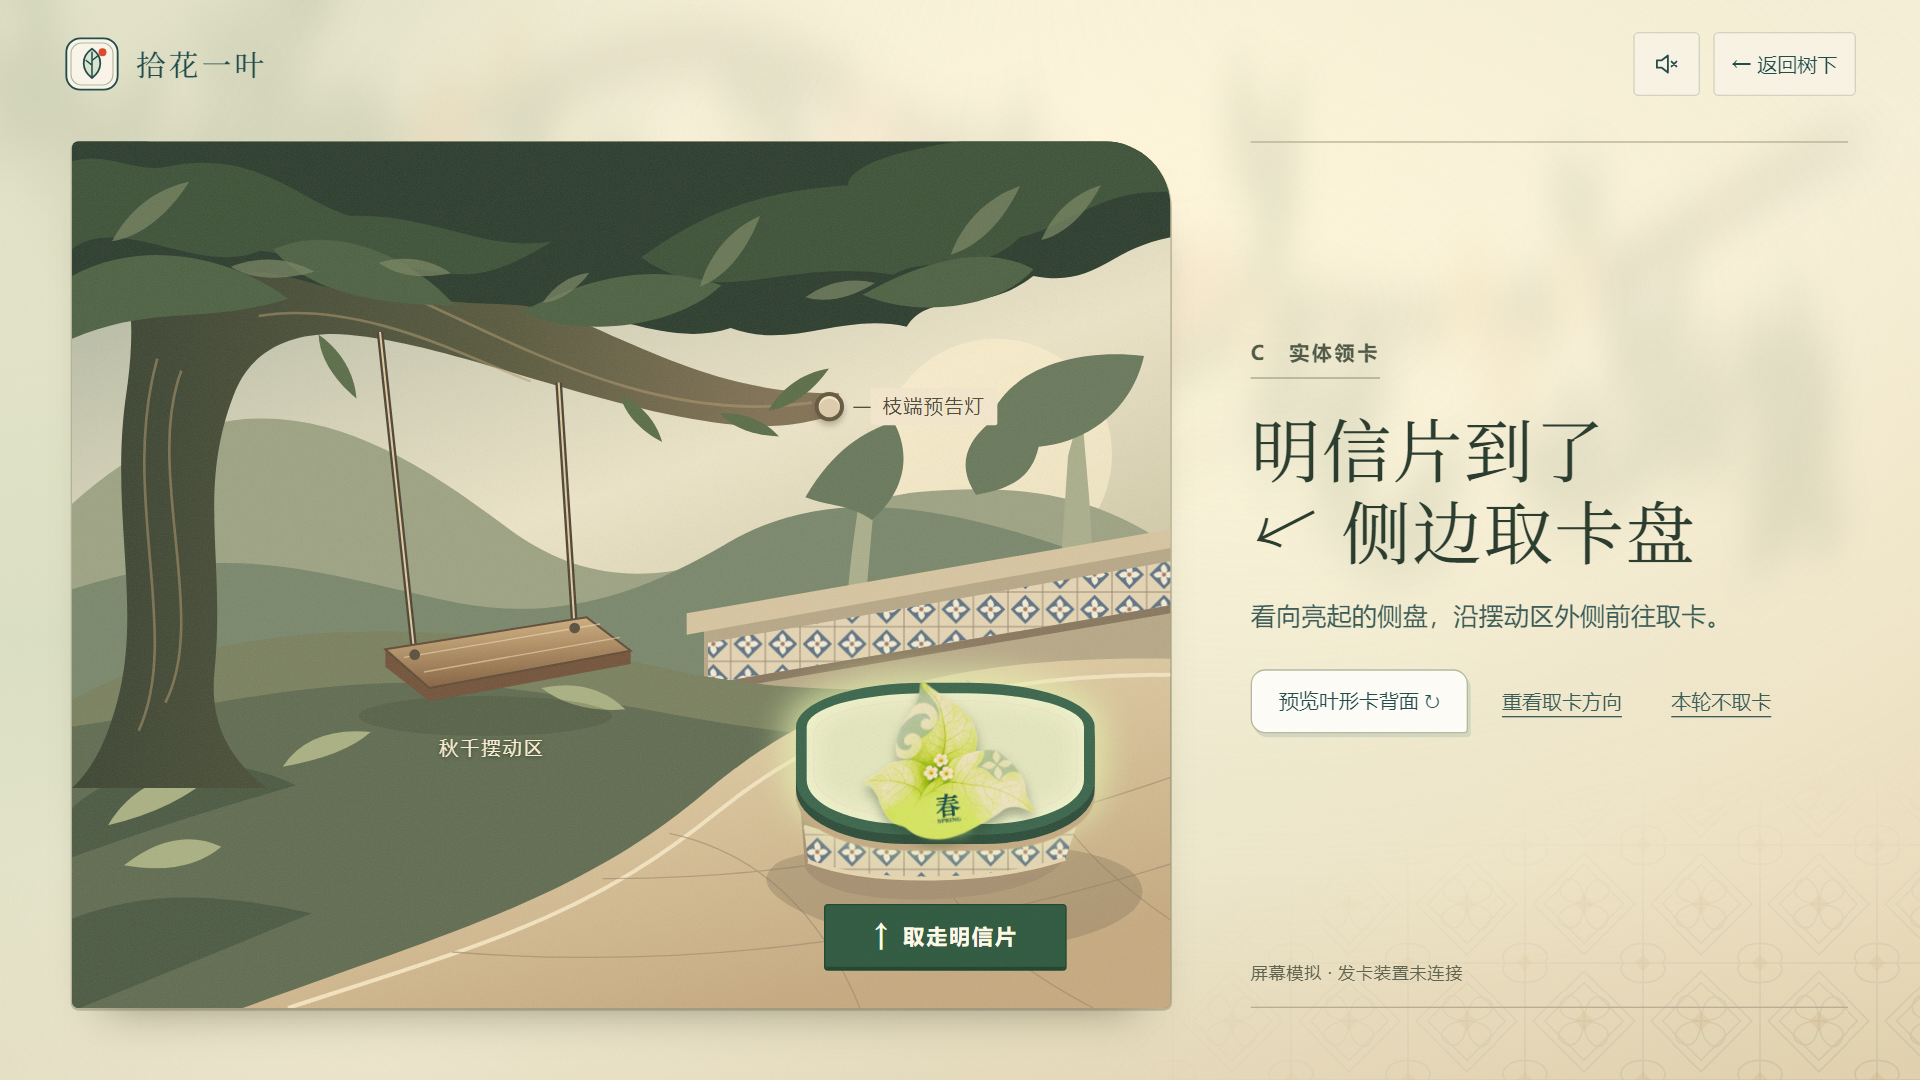 拾花一叶
← 返回树下
枝端预告灯
秋千摆动区
春
SPRING
↑ 取走明信片
C 实体领卡
明信片到了
↙ 侧边取卡盘
看向亮起的侧盘，沿摆动区外侧前往取卡。
预览叶形卡背面 ↻
重看取卡方向
本轮不取卡
屏幕模拟 · 发卡装置未连接